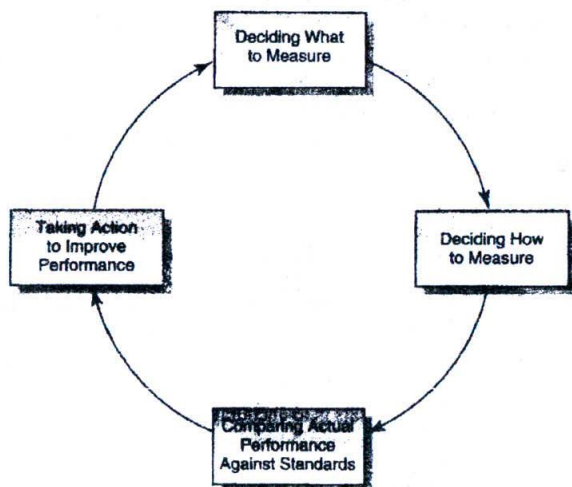 Deciding What
to Measure
Deciding How
to Measure
Comparing Actual
Performance
Against Standards
Taking Action
to Improve
Performance